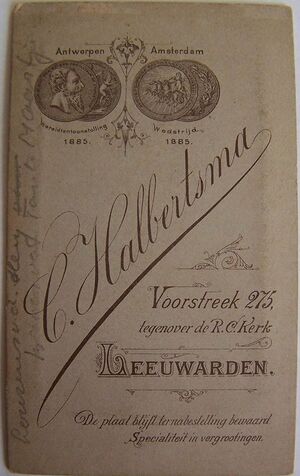 Antwerpen Amsterdam
Wereldtentoonstelling Wedstrijd
1885. 1885.
C. Halbertsma
Voorstreek 275,
tegenover de R. C. Kerk
LEEUWARDEN.
De plaat blijft ter nabestelling bewaard
Specialiteit in vergrootingen.